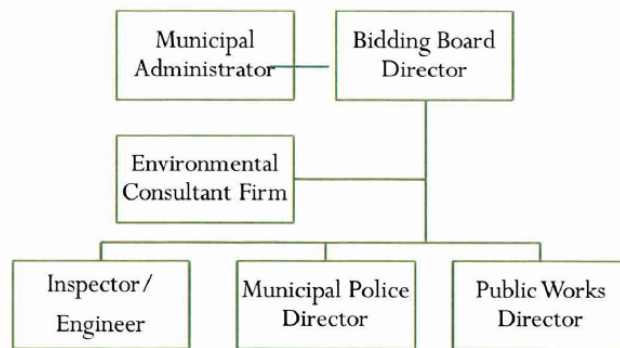 Municipal
Administrator
Bidding Board
Director
Environmental
Consultant Firm
Inspector/
Engineer
Municipal Police
Director
Public Works
Director